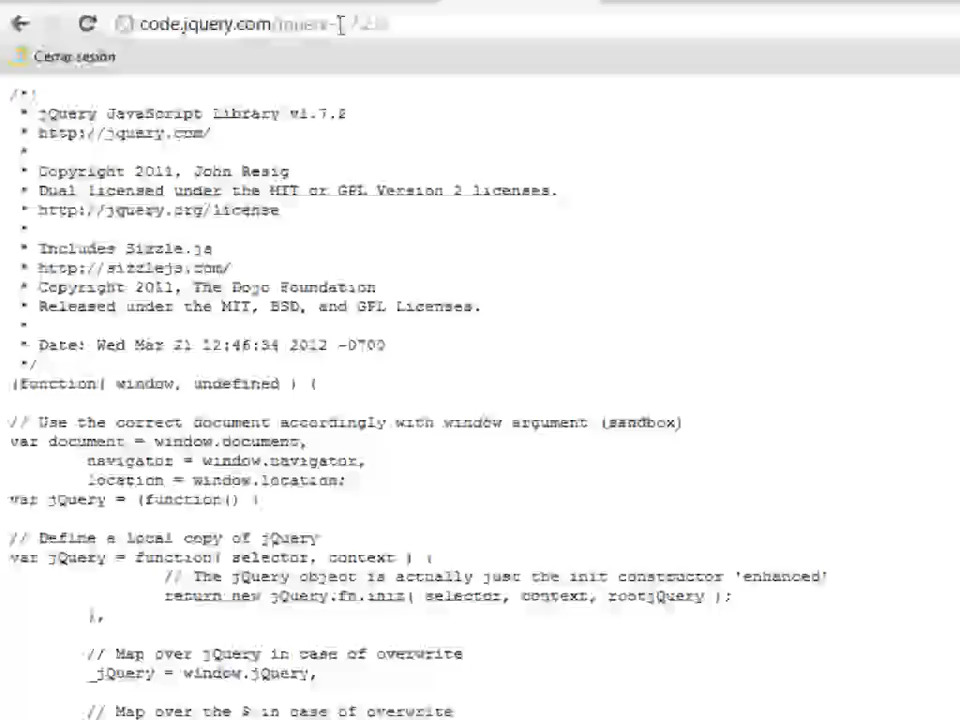 code.jquery.com/jquery-1.7.2.js
Cerrar sesión
/*!
* jQuery JavaScript Library v1.7.2
* http://jquery.com/
*
* Copyright 2011, John Resig
* Dual licensed under the MIT or GPL Version 2 licenses.
* http://jquery.org/license
*
* Includes Sizzle.js
* http://sizzlejs.com/
* Copyright 2011, The Dojo Foundation
* Released under the MIT, BSD, and GPL Licenses.
*
* Date: Wed Mar 21 12:46:34 2012 -0700
*/
(function( window, undefined ) {
// Use the correct document accordingly with window argument (sandbox)
var document = window.document,
navigator = window.navigator,
location = window.location;
var jQuery = (function() {
// Define a local copy of jQuery
var jQuery = function( selector, context ) {
// The jQuery object is actually just the init constructor 'enhanced'
return new jQuery.fn.init( selector, context, rootjQuery );
},
// Map over jQuery in case of overwrite
_jQuery = window.jQuery,
// Map over the $ in case of overwrite